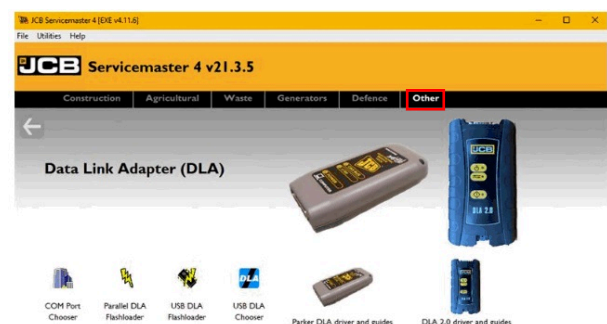 JCB Servicemaster 4 [EXE v4.11.6]
File Utilities Help
JCB Servicemaster 4 v21.3.5
Construction Agricultural Waste Generators Defence Other
Data Link Adapter (DLA)
JCB
DLA 2.0
DLA
COM Port Chooser
Parallel DLA Flashloader
USB DLA Flashloader
USB DLA Chooser
Parker DLA driver and guides
DLA 2.0 driver and guides